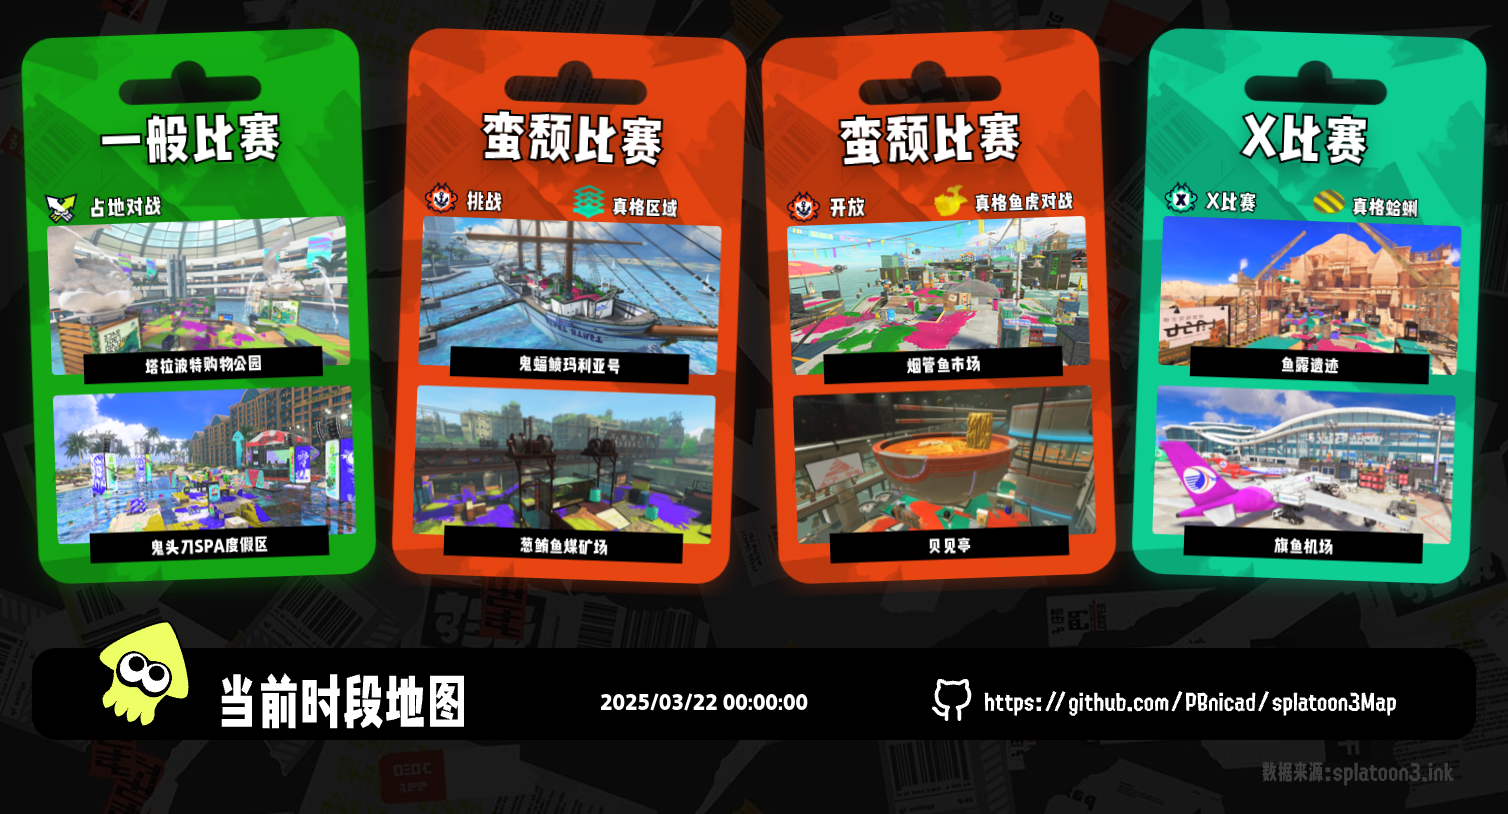 一般比赛
占地对战
塔拉波特购物公园
鬼头刀SPA度假区
蛮颓比赛
挑战
真格区域
鬼蝠鲼玛利亚号
葱鲔鱼煤矿场
蛮颓比赛
开放
真格鱼虎对战
烟管鱼市场
贝见亭
X比赛
X比赛
真格蛤蜊
鱼露遗迹
旗鱼机场
当前时段地图
2025/03/22 00:00:00
https://github.com/PBnicad/splatoon3Map
数据来源:splatoon3.ink